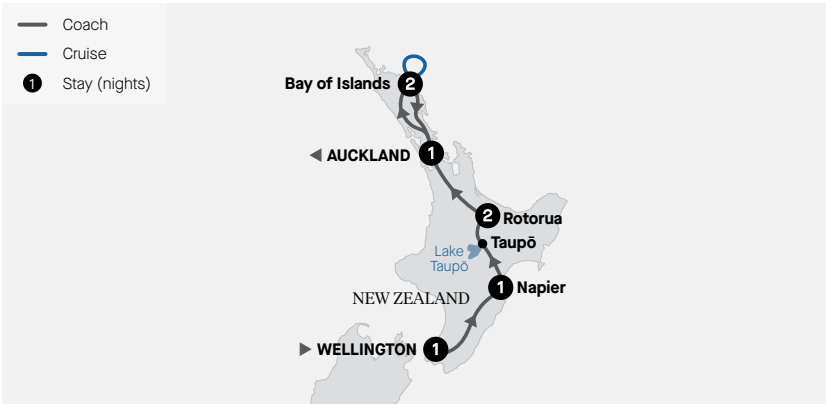 Coach
Cruise
1 Stay (nights)
Bay of Islands 2
AUCKLAND 1
2 Rotorua
Taupō
Lake
Taupō
1 Napier
NEW ZEALAND
WELLINGTON 1